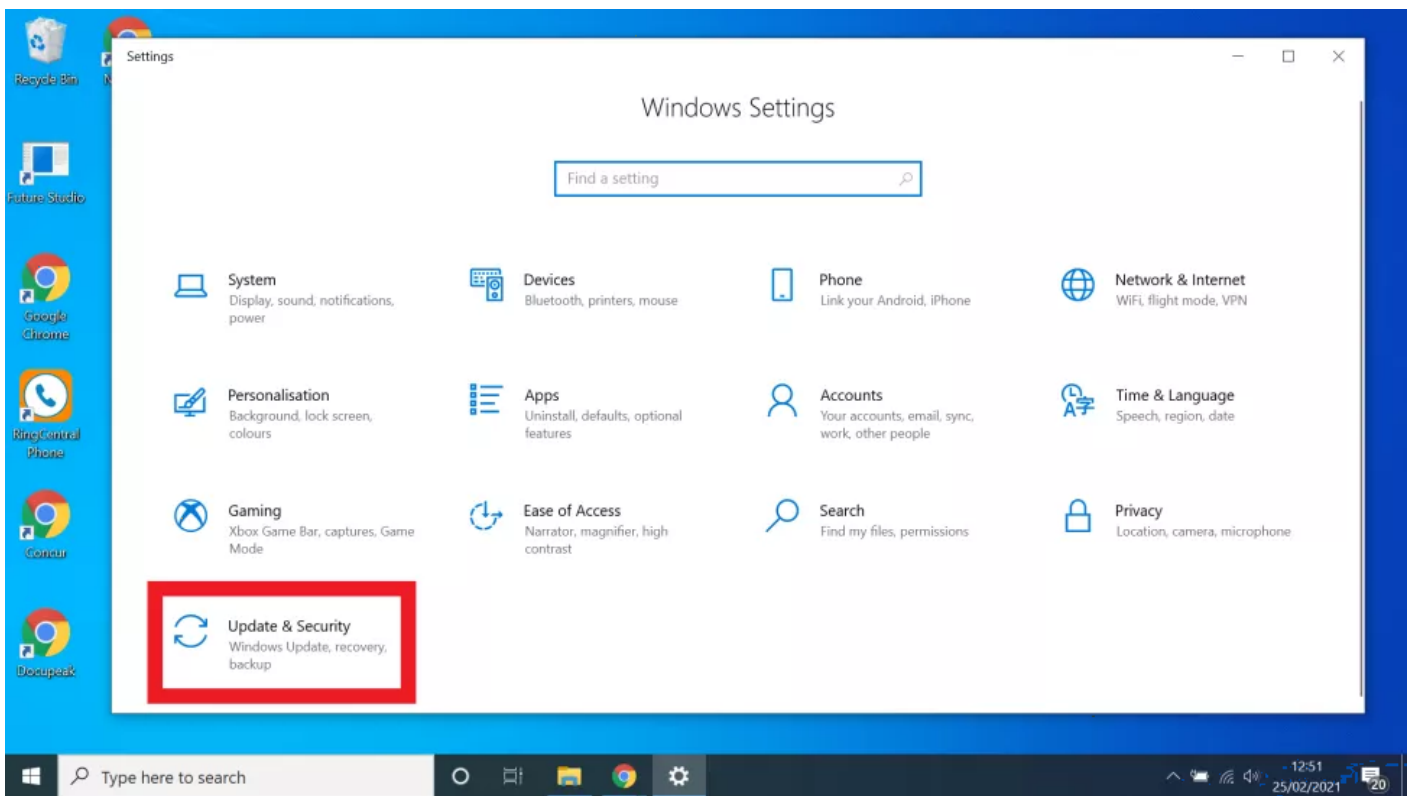 Recycle Bin
Settings
Windows Settings
Find a setting
System
Display, sound, notifications,
power
Devices
Bluetooth, printers, mouse
Phone
Link your Android, iPhone
Network & Internet
WiFi, flight mode, VPN
Personalisation
Background, lock screen,
colours
Apps
Uninstall, defaults, optional
features
Accounts
Your accounts, email, sync,
work, other people
Time & Language
Speech, region, date
Gaming
Xbox Game Bar, captures, Game
Mode
Ease of Access
Narrator, magnifier, high
contrast
Search
Find my files, permissions
Privacy
Location, camera, microphone
Update & Security
Windows Update, recovery,
backup
Future Studio
Google
Chrome
RingCentral
Phone
Concur
Docupeak
Type here to search
12:51
25/02/2021
20